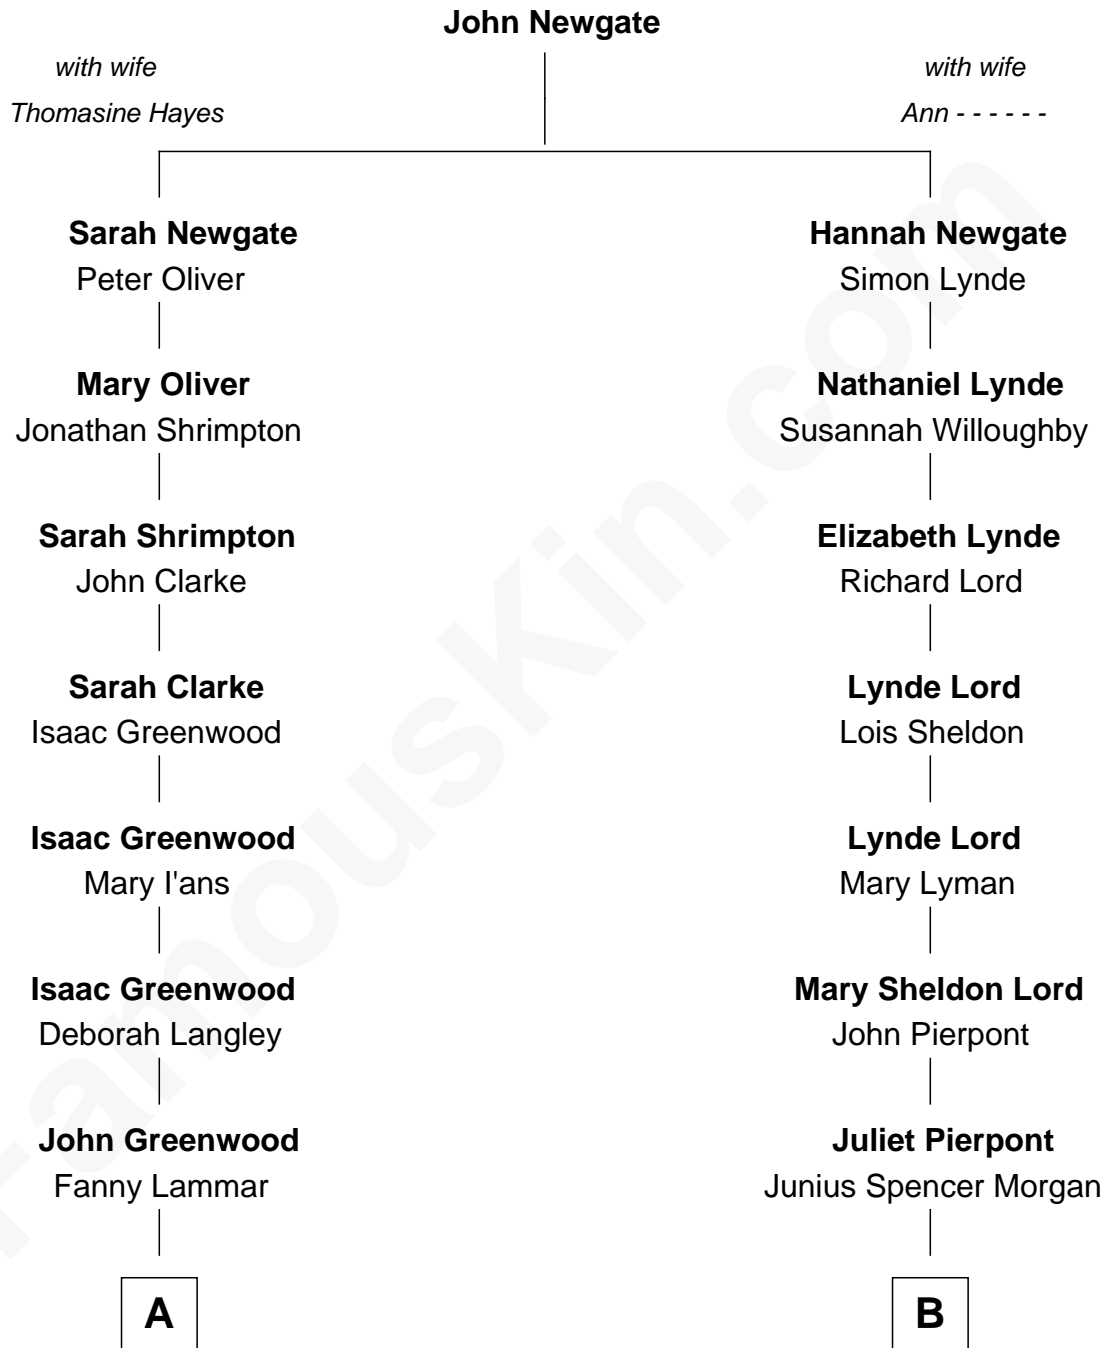 John Newgate
with wife
Thomasine Hayes
with wife
Ann - - - - - -
Sarah Newgate
Peter Oliver
Hannah Newgate
Simon Lynde
Mary Oliver
Jonathan Shrimpton
Nathaniel Lynde
Susannah Willoughby
Sarah Shrimpton
John Clarke
Elizabeth Lynde
Richard Lord
Sarah Clarke
Isaac Greenwood
Lynde Lord
Lois Sheldon
Isaac Greenwood
Mary I'ans
Lynde Lord
Mary Lyman
Isaac Greenwood
Deborah Langley
Mary Sheldon Lord
John Pierpont
John Greenwood
Fanny Lammar
Juliet Pierpont
Junius Spencer Morgan
A
B
FamousKin.com